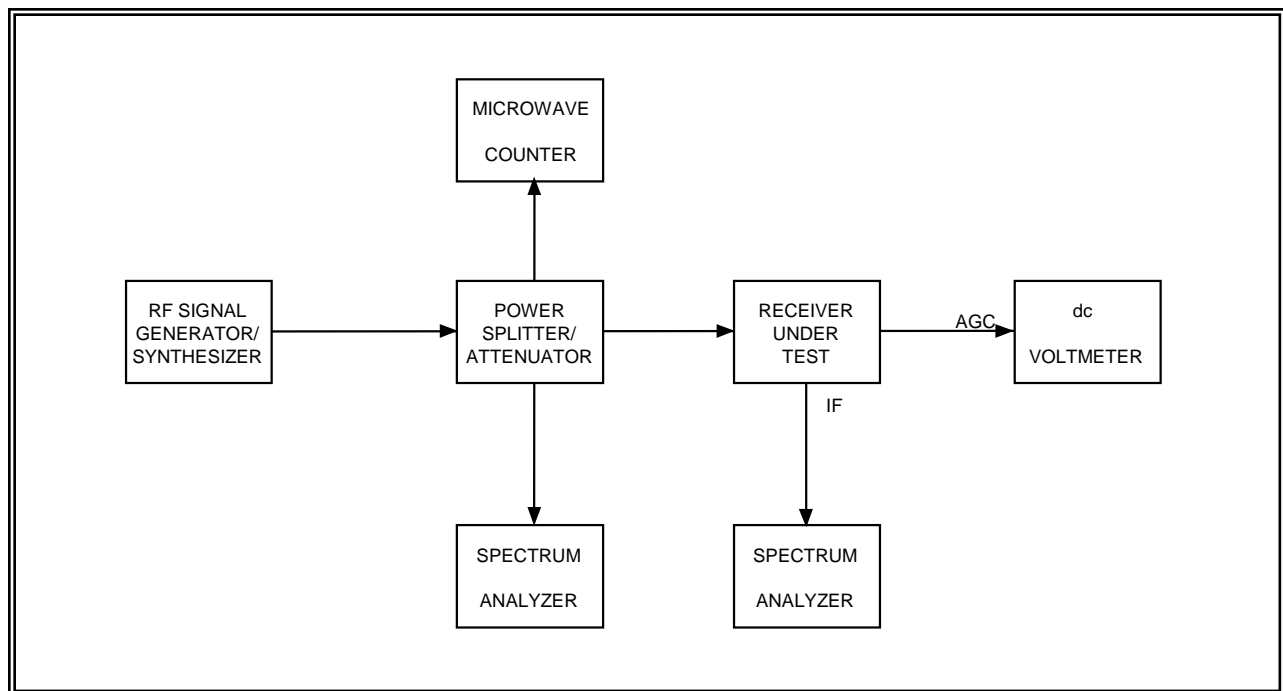 MICROWAVE
COUNTER
RF SIGNAL
GENERATOR/
SYNTHESIZER
POWER
SPLITTER/
ATTENUATOR
RECEIVER
UNDER
TEST
AGC
dc
VOLTMETER
IF
SPECTRUM
ANALYZER
SPECTRUM
ANALYZER